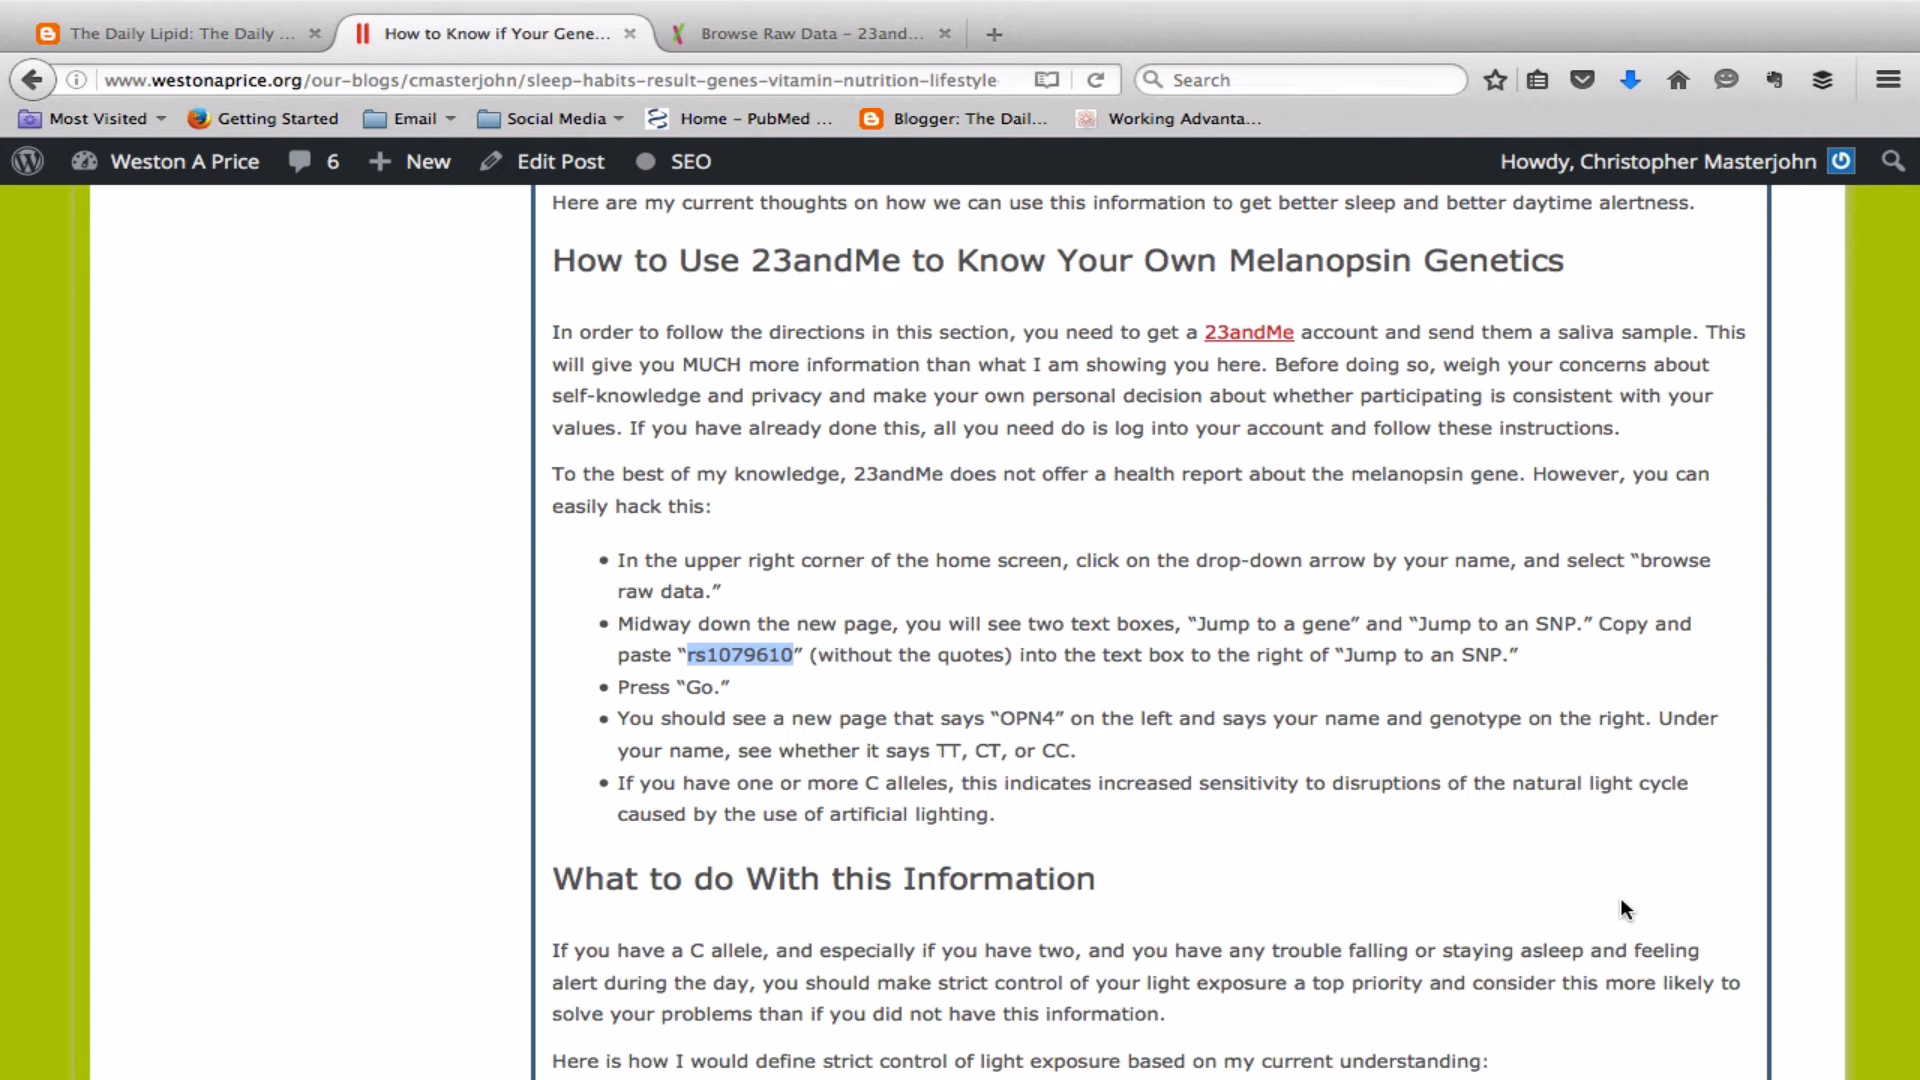 The Daily Lipid: The Daily ...
How to Know if Your Gene...
Browse Raw Data – 23and...
www.westonaprice.org/our-blogs/cmasterjohn/sleep-habits-result-genes-vitamin-nutrition-lifestyle
Search
Most Visited
Getting Started
Email
Social Media
Home – PubMed ...
Blogger: The Dail...
Working Advanta...
Weston A Price
6
New
Edit Post
SEO
Howdy, Christopher Masterjohn
Here are my current thoughts on how we can use this information to get better sleep and better daytime alertness.
How to Use 23andMe to Know Your Own Melanopsin Genetics
In order to follow the directions in this section, you need to get a 23andMe account and send them a saliva sample. This
will give you MUCH more information than what I am showing you here. Before doing so, weigh your concerns about
self-knowledge and privacy and make your own personal decision about whether participating is consistent with your
values. If you have already done this, all you need do is log into your account and follow these instructions.
To the best of my knowledge, 23andMe does not offer a health report about the melanopsin gene. However, you can
easily hack this:
• In the upper right corner of the home screen, click on the drop-down arrow by your name, and select “browse
raw data.”
• Midway down the new page, you will see two text boxes, “Jump to a gene” and “Jump to an SNP.” Copy and
paste “rs1079610” (without the quotes) into the text box to the right of “Jump to an SNP.”
• Press “Go.”
• You should see a new page that says “OPN4” on the left and says your name and genotype on the right. Under
your name, see whether it says TT, CT, or CC.
• If you have one or more C alleles, this indicates increased sensitivity to disruptions of the natural light cycle
caused by the use of artificial lighting.
What to do With this Information
If you have a C allele, and especially if you have two, and you have any trouble falling or staying asleep and feeling
alert during the day, you should make strict control of your light exposure a top priority and consider this more likely to
solve your problems than if you did not have this information.
Here is how I would define strict control of light exposure based on my current understanding: